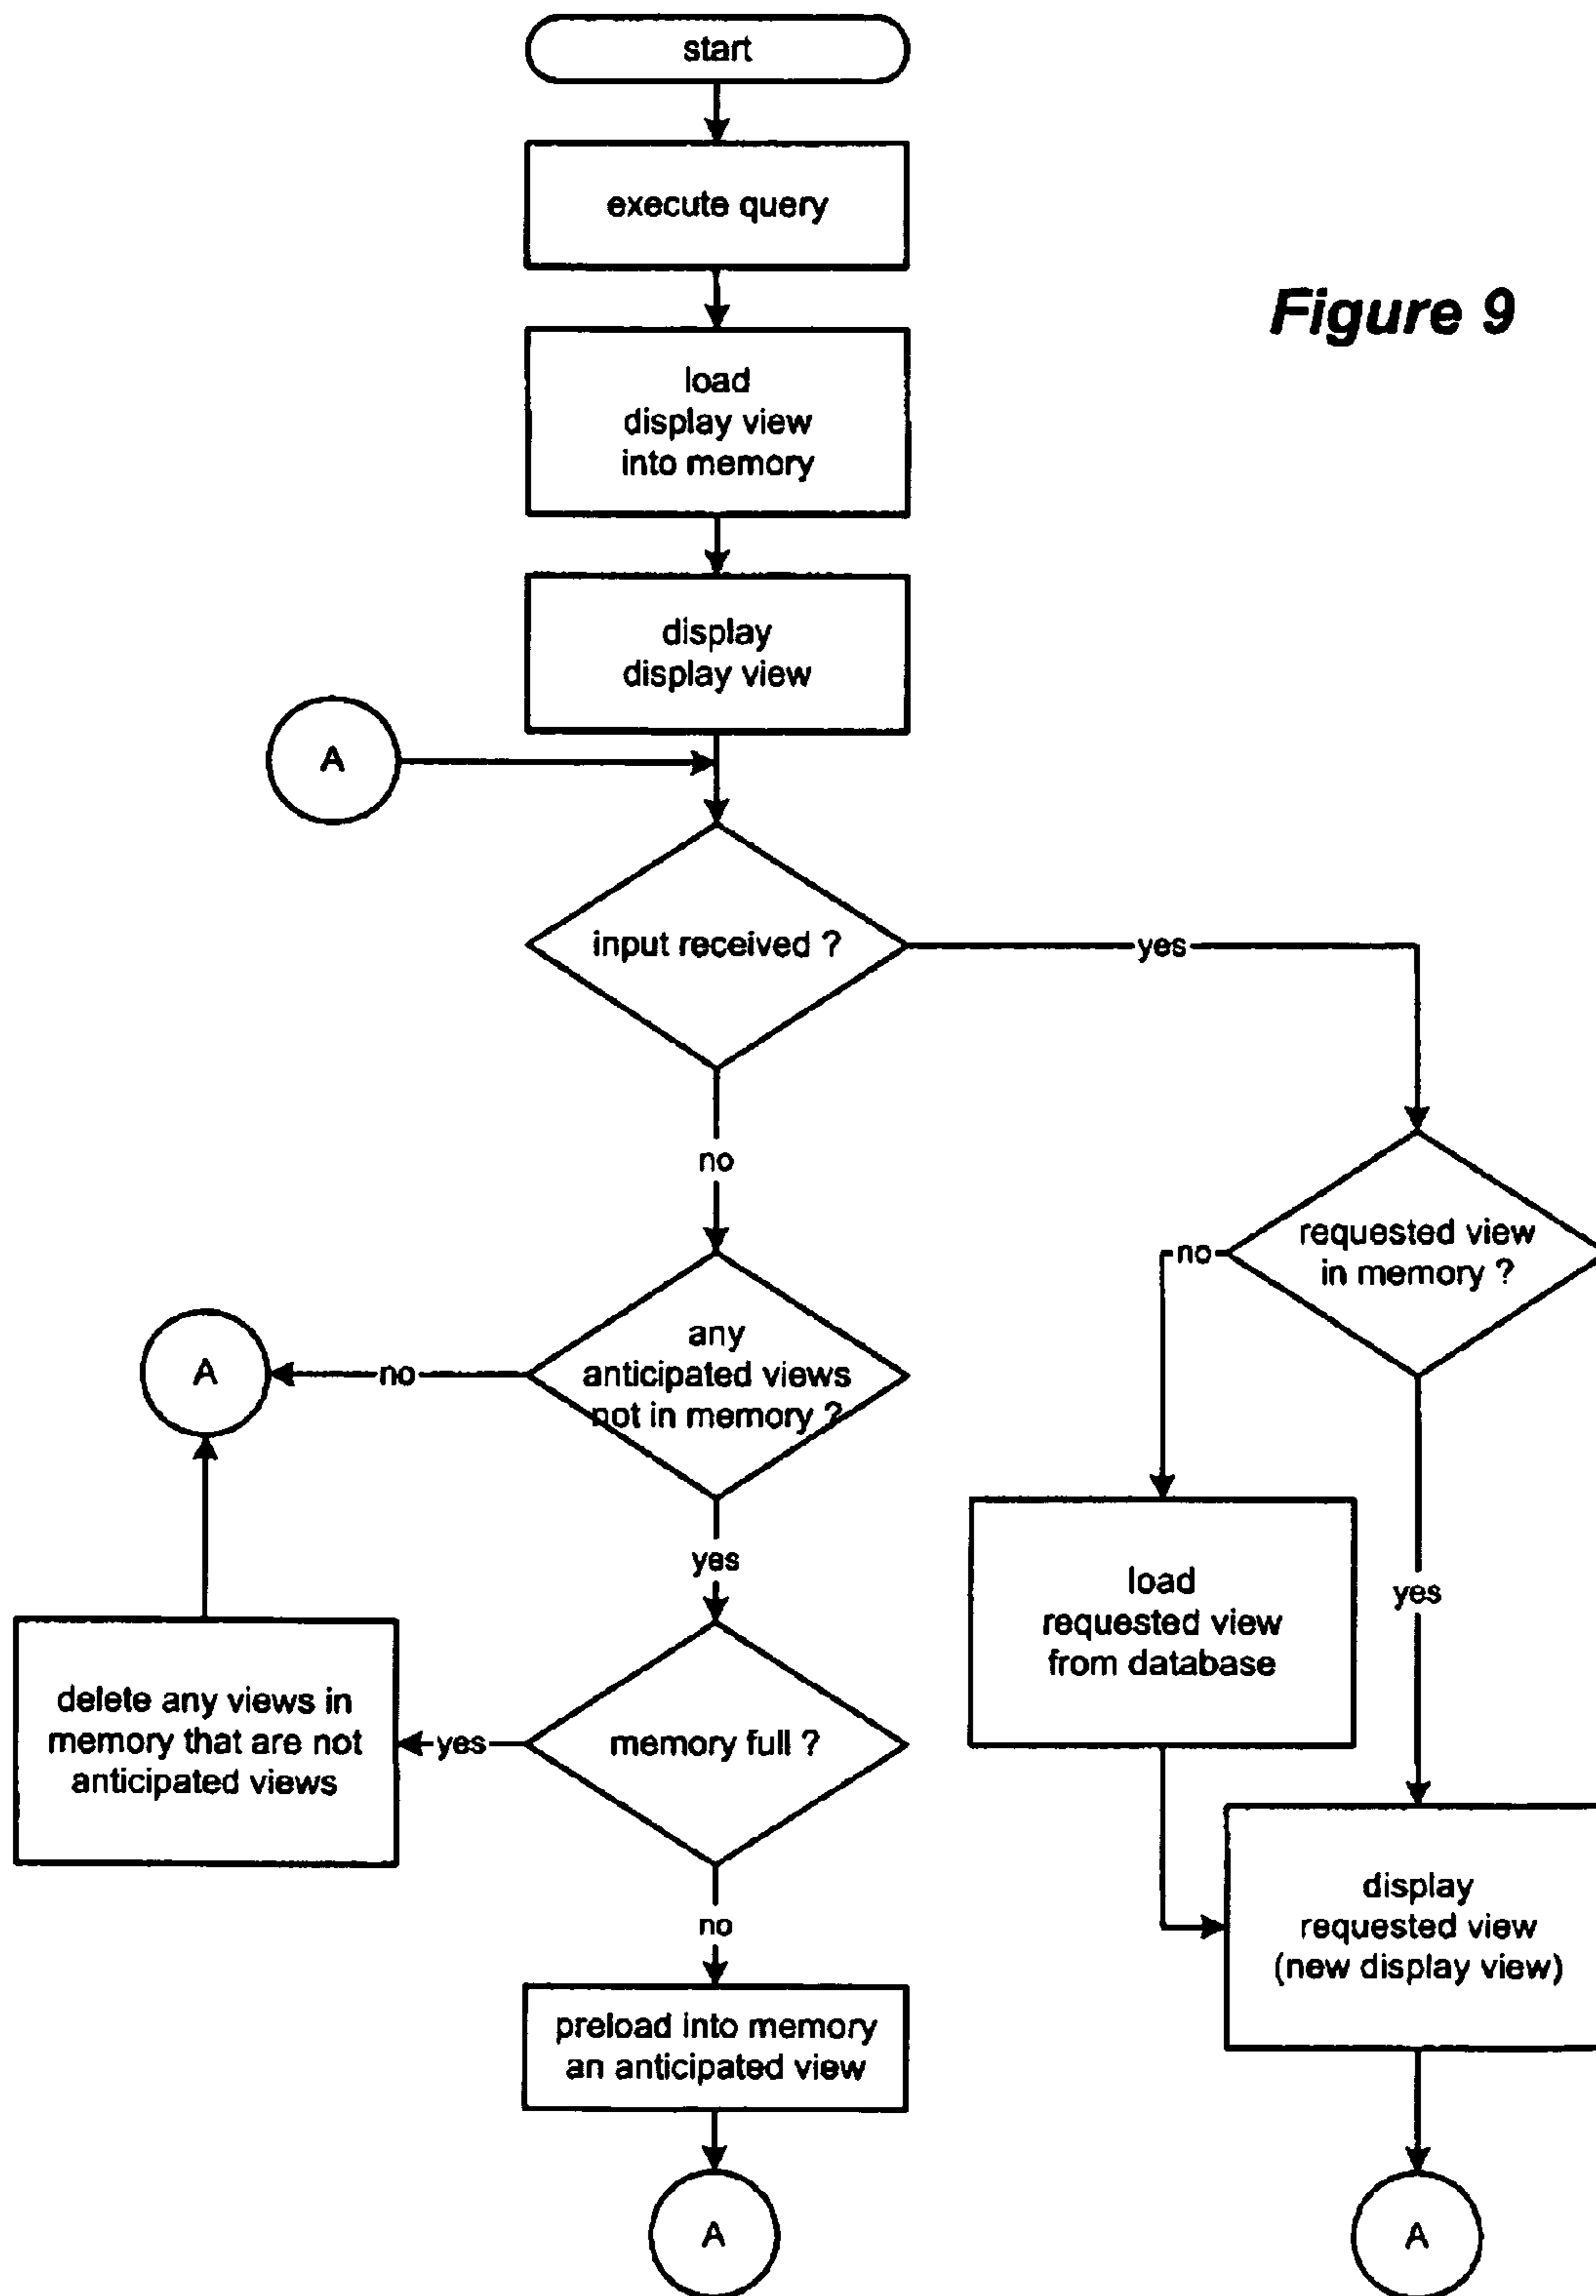 start
execute query
Figure 9
load
display view
into memory
display
display view
A
input received ?
yes
no
requested view
in memory ?
no
any
anticipated views
not in memory ?
no
A
yes
load
requested view
from database
yes
delete any views in
memory that are not
anticipated views
yes
memory full ?
no
display
requested view
(new display view)
preload into memory
an anticipated view
A
A